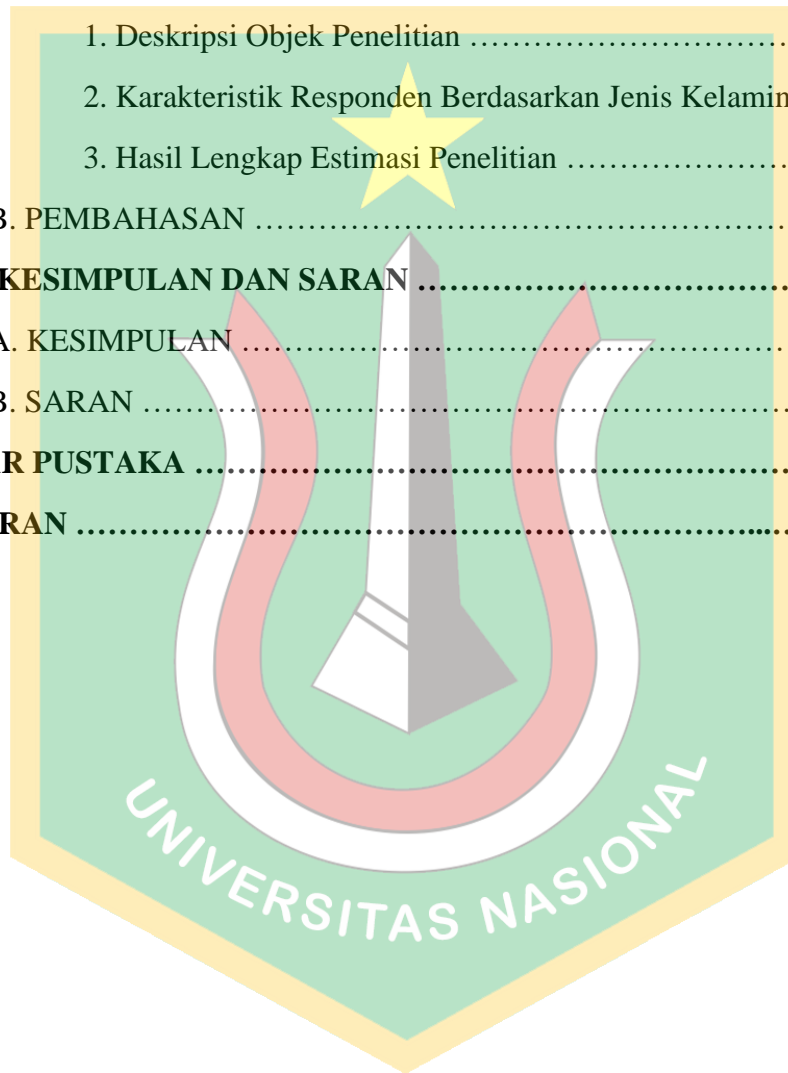 1. Deskripsi Objek Penelitian ……………………………
2. Karakteristik Responden Berdasarkan Jenis Kelamin
3. Hasil Lengkap Estimasi Penelitian …………………
B. PEMBAHASAN ………………………………………………
KESIMPULAN DAN SARAN ………………………………
A. KESIMPULAN ………………………………………………
B. SARAN ………………………………………………………
R PUSTAKA ……………………………………………………
RAN ………………………………………………………...…
UNIVERSITAS NASIONAL